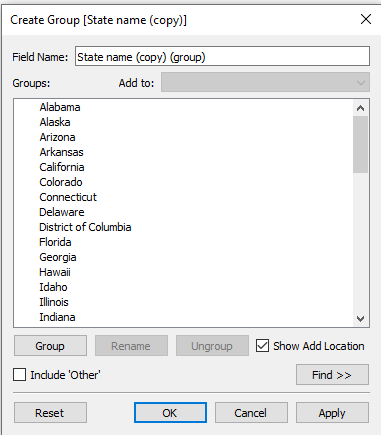 Create Group [State name (copy)]
Field Name: State name (copy) (group)
Groups: Add to:
Alabama
Alaska
Arizona
Arkansas
California
Colorado
Connecticut
Delaware
District of Columbia
Florida
Georgia
Hawaii
Idaho
Illinois
Indiana
Group Rename Ungroup Show Add Location
Include 'Other' Find >>
Reset OK Cancel Apply